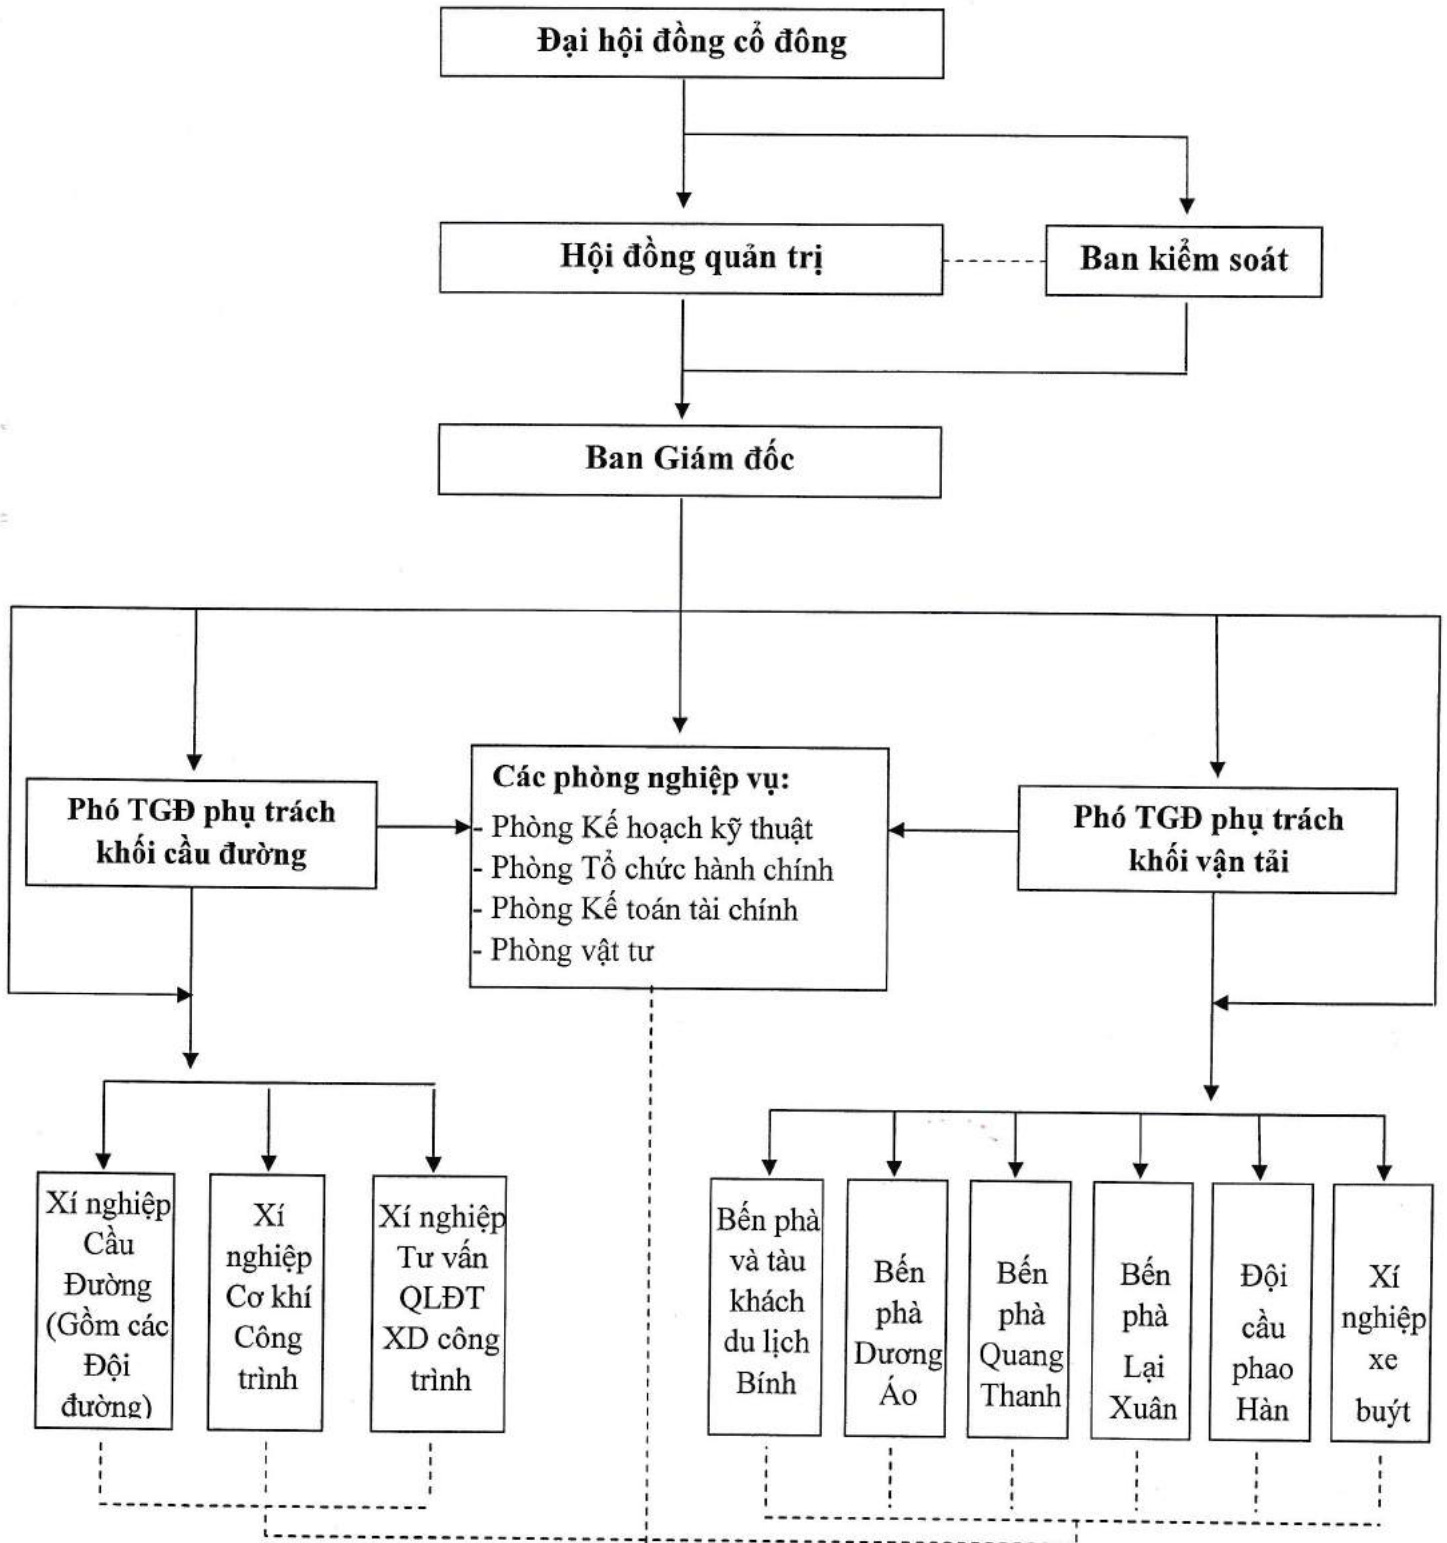 Đại hội đồng cổ đông
Hội đồng quản trị
Ban kiểm soát
Ban Giám đốc
Phó TGĐ phụ trách
khối cầu đường
Các phòng nghiệp vụ:
- Phòng Kế hoạch kỹ thuật
- Phòng Tổ chức hành chính
- Phòng Kế toán tài chính
- Phòng vật tư
Phó TGĐ phụ trách
khối vận tải
Xí nghiệp
Cầu
Đường
(Gồm các
Đội
đường)
Xí
nghiệp
Cơ khí
Công
trình
Xí nghiệp
Tư vấn
QLĐT
XD công
trình
Bến phà
và tàu
khách
du lịch
Bính
Bến
phà
Dương
Áo
Bến
phà
Quang
Thanh
Bến
phà
Lại
Xuân
Đội
cầu
phao
Hàn
Xí
nghiệp
xe
buýt